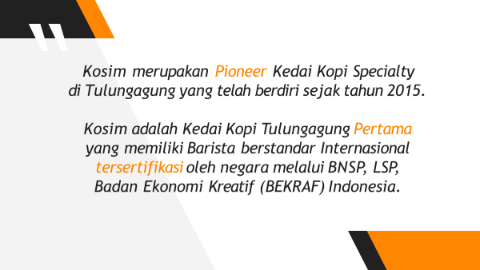 Kosim merupakan Pioneer Kedai Kopi Specialty
di Tulungagung yang telah berdiri sejak tahun 2015.
Kosim adalah Kedai Kopi Tulungagung Pertama
yang memiliki Barista berstandar Internasional
tersertifikasi oleh negara melalui BNSP, LSP,
Badan Ekonomi Kreatif (BEKRAF) Indonesia.